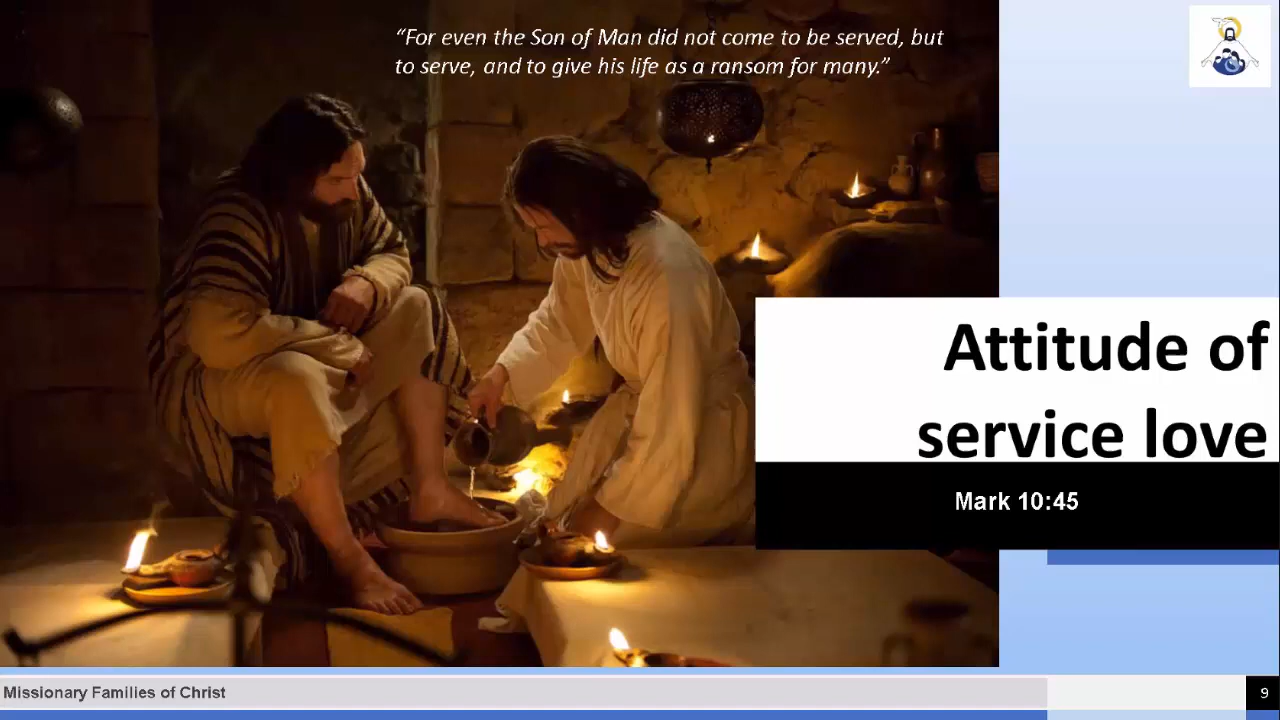 “For even the Son of Man did not come to be served, but
to serve, and to give his life as a ransom for many.”
Attitude of
service love
Mark 10:45
Missionary Families of Christ
9